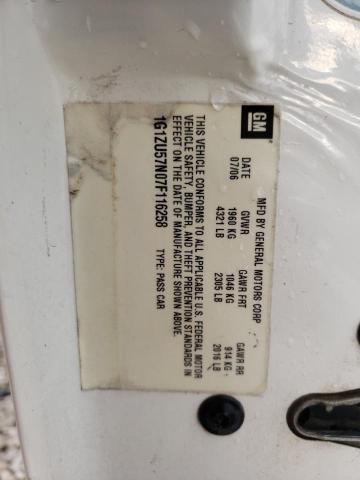 GM
MFD BY GENERAL MOTORS CORP
DATE GVWR GAWR FRT GAWR RR
07/06 1960 KG 1046 KG 914 KG
4321 LB 2305 LB 2016 LB
THIS VEHICLE CONFORMS TO ALL APPLICABLE U.S. FEDERAL MOTOR
VEHICLE SAFETY, BUMPER, AND THEFT PREVENTION STANDARDS IN
EFFECT ON THE DATE OF MANUFACTURE SHOWN ABOVE.
1G1ZU57N07F116258 TYPE: PASS CAR